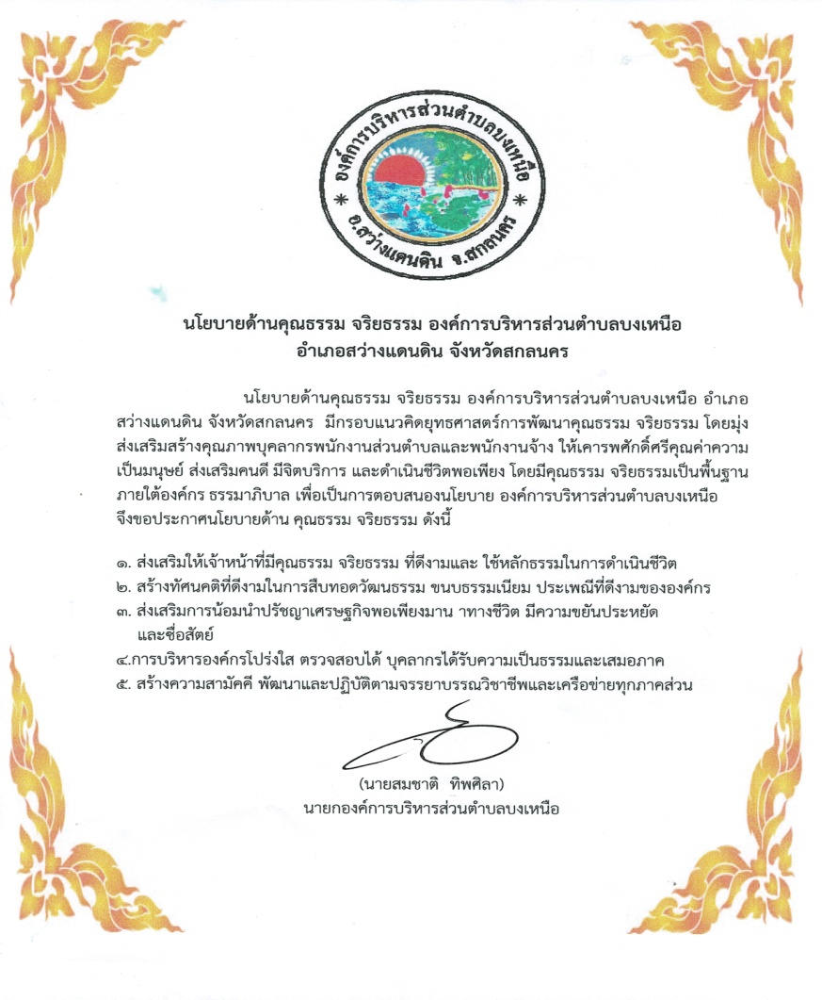 องค์การบริหารส่วนตำบลบงเหนือ
* อ.สว่างแดนดิน จ.สกลนคร *
นโยบายด้านคุณธรรม จริยธรรม องค์การบริหารส่วนตำบลบงเหนือ
อำเภอสว่างแดนดิน จังหวัดสกลนคร
นโยบายด้านคุณธรรม จริยธรรม องค์การบริหารส่วนตำบลบงเหนือ อำเภอ
สว่างแดนดิน จังหวัดสกลนคร มีกรอบแนวคิดยุทธศาสตร์การพัฒนาคุณธรรม จริยธรรม โดยมุ่ง
ส่งเสริมสร้างคุณภาพบุคลากรพนักงานส่วนตำบลและพนักงานจ้าง ให้เคารพศักดิ์ศรีคุณค่าความ
เป็นมนุษย์ ส่งเสริมคนดี มีจิตบริการ และดำเนินชีวิตพอเพียง โดยมีคุณธรรม จริยธรรมเป็นพื้นฐาน
ภายใต้องค์กร ธรรมาภิบาล เพื่อเป็นการตอบสนองนโยบาย องค์การบริหารส่วนตำบลบงเหนือ
จึงขอประกาศนโยบายด้าน คุณธรรม จริยธรรม ดังนี้
๑. ส่งเสริมให้เจ้าหน้าที่มีคุณธรรม จริยธรรม ที่ดีงามและ ใช้หลักธรรมในการดำเนินชีวิต
๒. สร้างทัศนคติที่ดีงามในการสืบทอดวัฒนธรรม ขนบธรรมเนียม ประเพณีที่ดีงามขององค์กร
๓. ส่งเสริมการน้อมนำปรัชญาเศรษฐกิจพอเพียงมาน าทางชีวิต มีความขยันประหยัด
และซื่อสัตย์
๔.การบริหารองค์กรโปร่งใส ตรวจสอบได้ บุคลากรได้รับความเป็นธรรมและเสมอภาค
๕. สร้างความสามัคคี พัฒนาและปฏิบัติตามจรรยาบรรณวิชาชีพและเครือข่ายทุกภาคส่วน
(นายสมชาติ ทิพศิลา)
นายกองค์การบริหารส่วนตำบลบงเหนือ